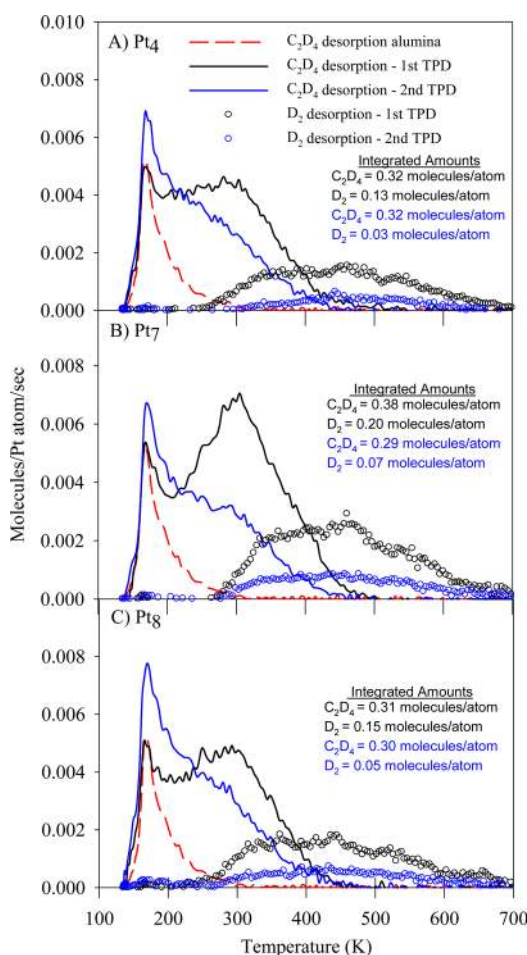 0.010
A) Pt4
C2D4 desorption alumina
C2D4 desorption - 1st TPD
0.008
C2D4 desorption - 2nd TPD
D2 desorption - 1st TPD
0.006
D2 desorption - 2nd TPD
Integrated Amounts
C2D4 = 0.32 molecules/atom
0.004
D2 = 0.13 molecules/atom
C2D4 = 0.32 molecules/atom
D2 = 0.03 molecules/atom
0.002
0.000
B) Pt7
0.008
Integrated Amounts
C2D4 = 0.38 molecules/atom
0.006
D2 = 0.20 molecules/atom
C2D4 = 0.29 molecules/atom
D2 = 0.07 molecules/atom
0.004
0.002
0.000
C) Pt8
0.008
Integrated Amounts
C2D4 = 0.31 molecules/atom
0.006
D2 = 0.15 molecules/atom
C2D4 = 0.30 molecules/atom
D2 = 0.05 molecules/atom
0.004
0.002
0.000
100 200 300 400 500 600 700
Temperature (K)
Molecules/Pt atom/sec